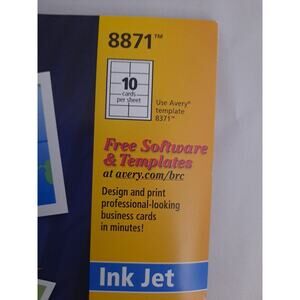 8871™
10
cards
per sheet
Use Avery®
template
8371™
Free Software
& Templates
at avery.com/brc
Design and print
professional-looking
business cards
in minutes!
Ink Jet